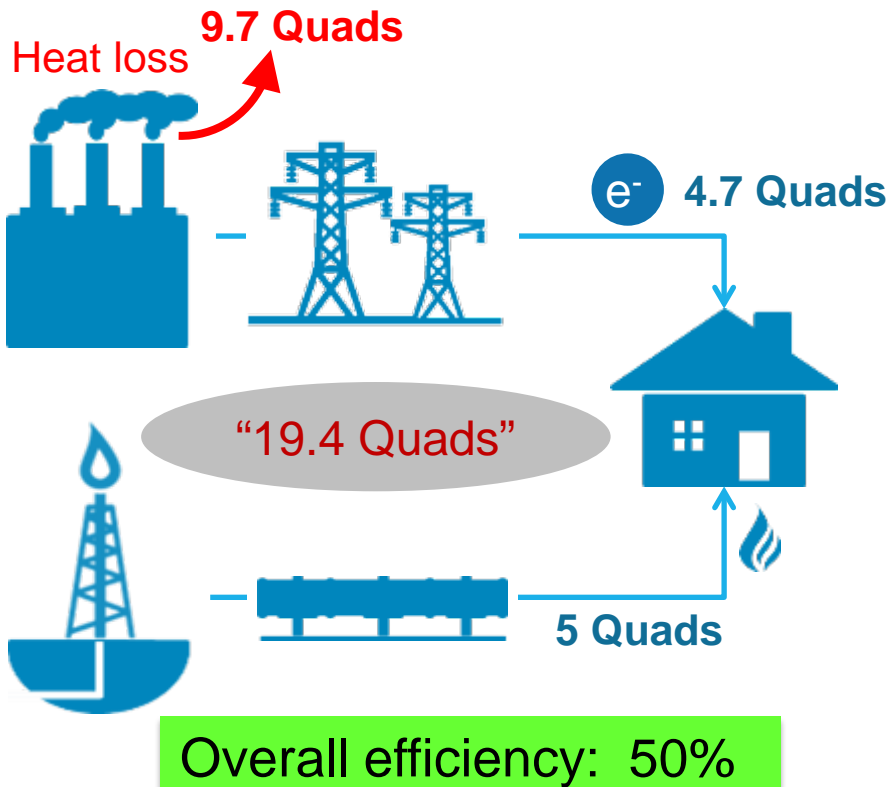 9.7 Quads
Heat loss
e- 4.7 Quads
“19.4 Quads”
5 Quads
Overall efficiency: 50%